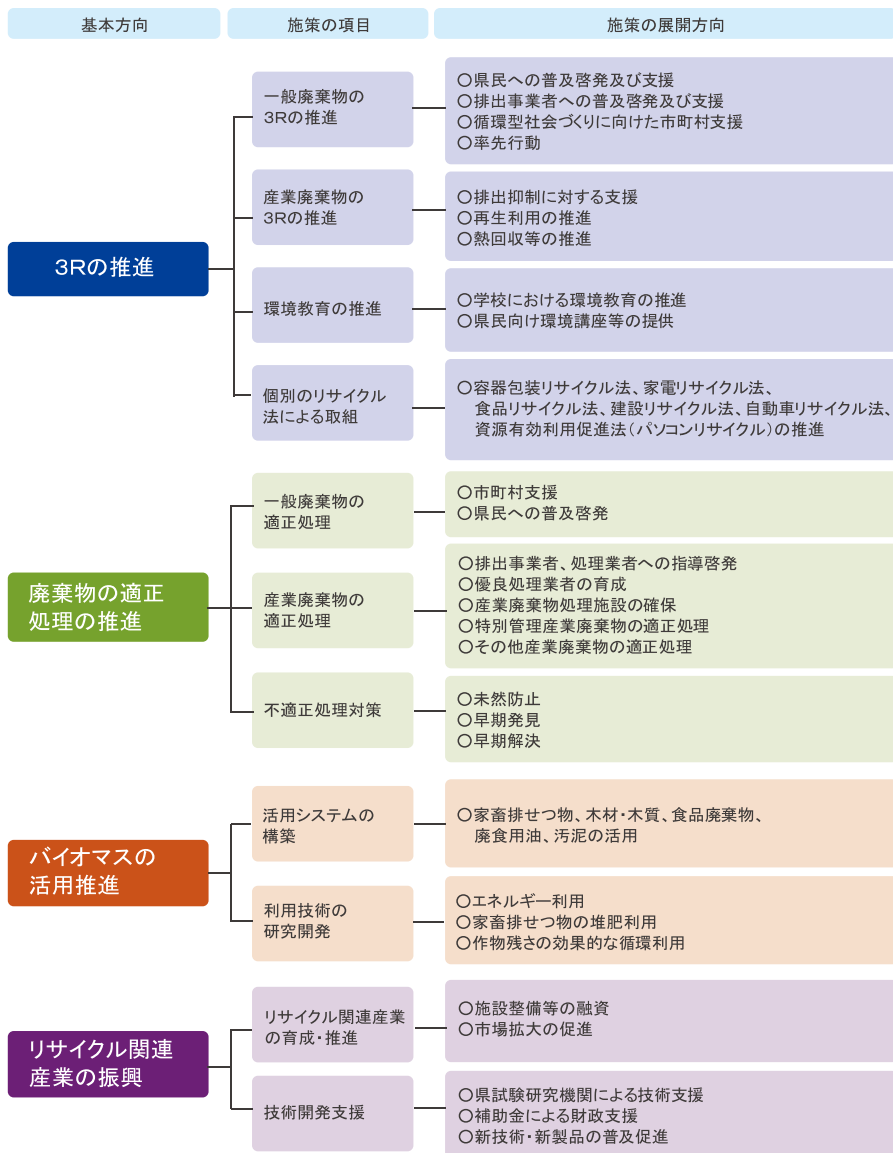 基本方向
施策の項目
施策の展開方向
3Rの推進
一般廃棄物の
3Rの推進
○県民への普及啓発及び支援
○排出事業者への普及啓発及び支援
○循環型社会づくりに向けた市町村支援
○率先行動
産業廃棄物の
3Rの推進
○排出抑制に対する支援
○再生利用の推進
○熱回収等の推進
環境教育の推進
○学校における環境教育の推進
○県民向け環境講座等の提供
個別のリサイクル
法による取組
○容器包装リサイクル法、家電リサイクル法、
食品リサイクル法、建設リサイクル法、自動車リサイクル法、
資源有効利用促進法（パソコンリサイクル）の推進
廃棄物の適正
処理の推進
一般廃棄物の
適正処理
○市町村支援
○県民への普及啓発
産業廃棄物の
適正処理
○排出事業者、処理業者への指導啓発
○優良処理業者の育成
○産業廃棄物処理施設の確保
○特別管理産業廃棄物の適正処理
○その他産業廃棄物の適正処理
不適正処理対策
○未然防止
○早期発見
○早期解決
バイオマスの
活用推進
活用システムの
構築
○家畜排せつ物、木材・木質、食品廃棄物、
廃食用油、汚泥の活用
利用技術の
研究開発
○エネルギー利用
○家畜排せつ物の堆肥利用
○作物残さの効果的な循環利用
リサイクル関連
産業の振興
リサイクル関連産業
の育成・推進
○施設整備等の融資
○市場拡大の促進
技術開発支援
○県試験研究機関による技術支援
○補助金による財政支援
○新技術・新製品の普及促進